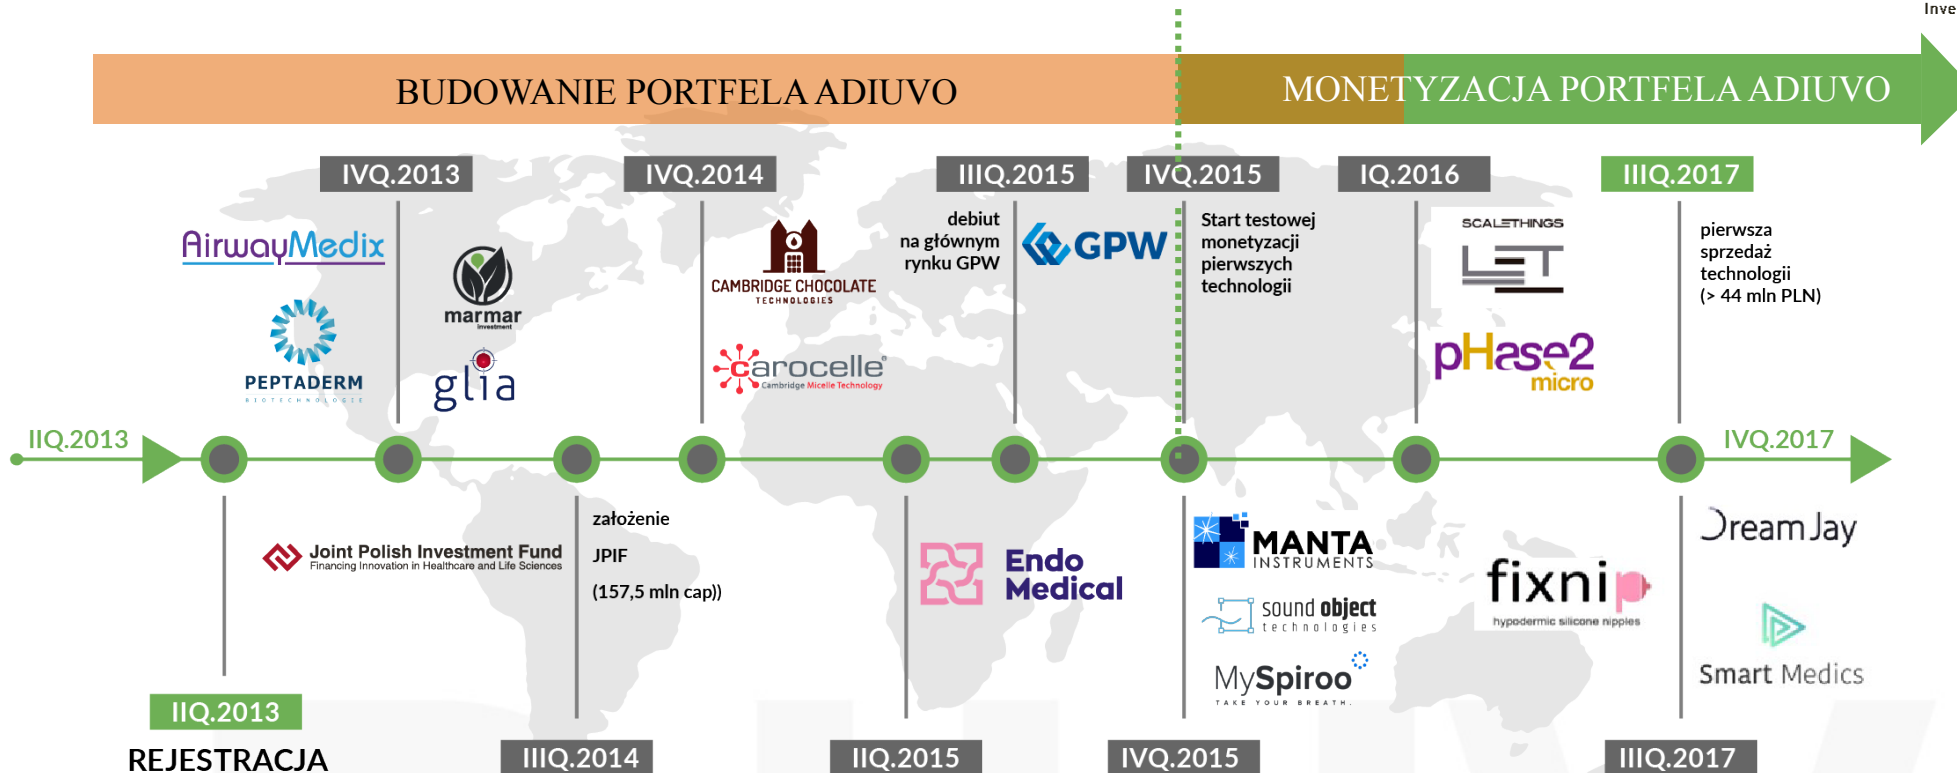 Inve
BUDOWANIE PORTFELA ADIUVO
MONETYZACJA PORTFELA ADIUVO
IVQ.2013
IVQ.2014
IIIQ.2015
IVQ.2015
IQ.2016
IIIQ.2017
AirwayMedix
PEPTADERM
BIOTECHNOLOGIE
marmar
investment
glia
CAMBRIDGE CHOCOLATE
TECHNOLOGIES
carocelle®
Cambridge Micelle Technology
debiut
na głównym
rynku GPW
GPW
Start testowej
monetyzacji
pierwszych
technologii
SCALETHINGS
LET
pHase2
micro
pierwsza
sprzedaż
technologii
(> 44 mln PLN)
IIQ.2013
IVQ.2017
Joint Polish Investment Fund
Financing Innovation in Healthcare and Life Sciences
założenie
JPIF
(157,5 mln cap))
Endo
Medical
MANTA
INSTRUMENTS
sound object
technologies
MySpiroo
TAKE YOUR BREATH.
fixnip
hypodermic silicone nipples
DreamJay
Smart Medics
IIQ.2013
REJESTRACJA
IIIQ.2014
IIQ.2015
IVQ.2015
IIIQ.2017